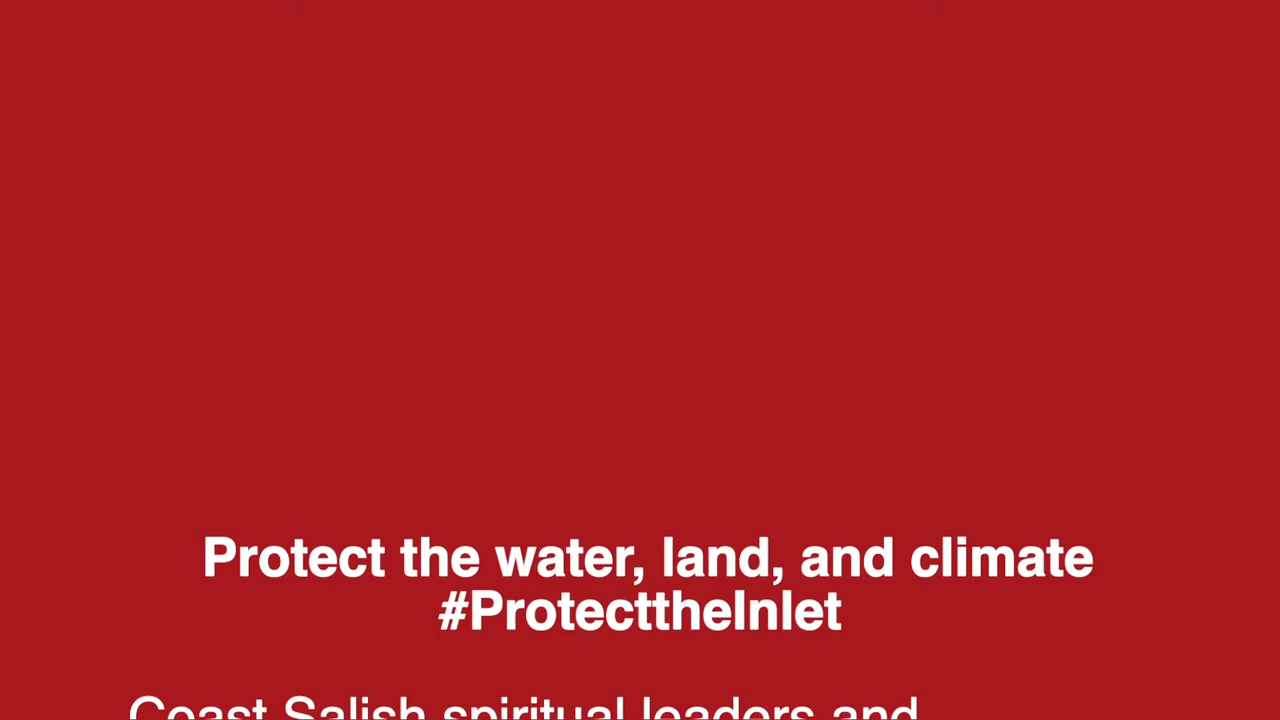 Protect the water, land, and climate
#ProtecttheInlet
Coast Salish spiritual leaders and